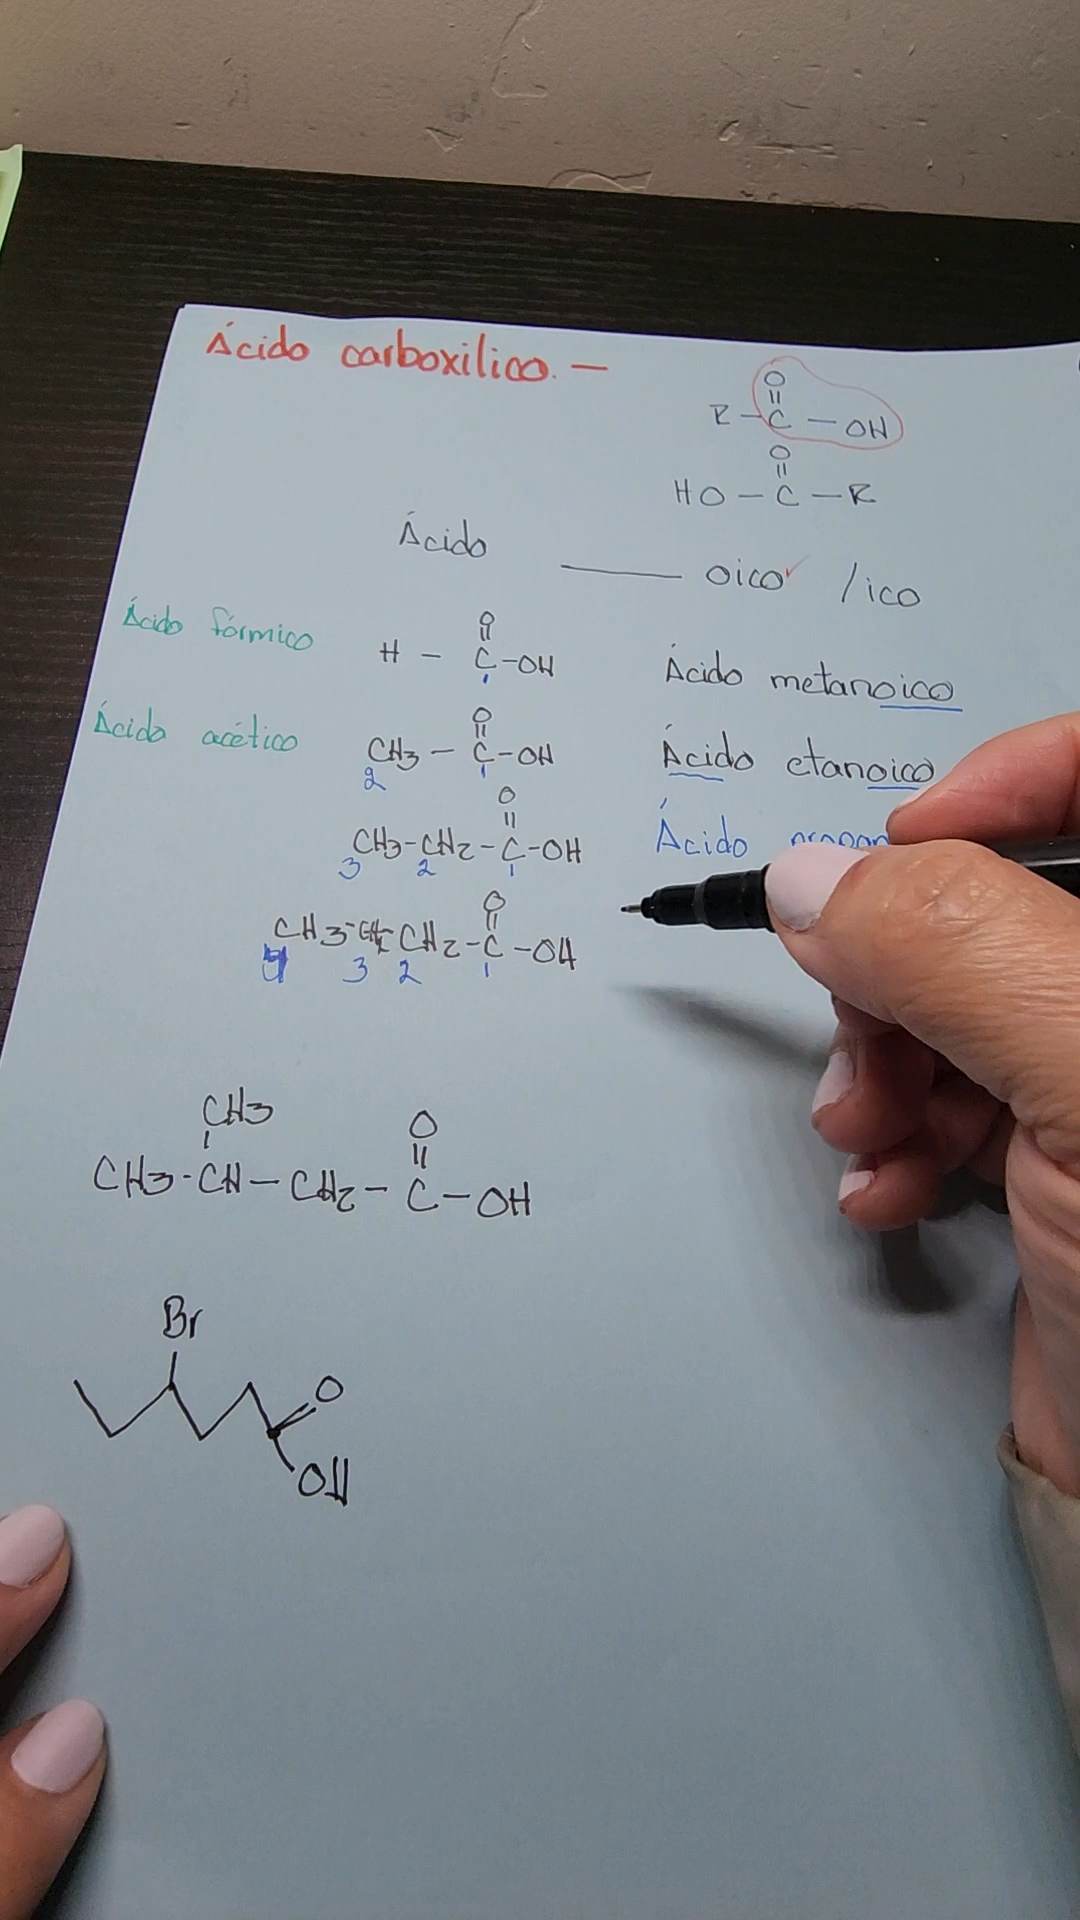 Ácido carboxilico. —
O
||
R — C — OH
O
||
HO — C — R
Ácido ______ oico✓ /ico
Ácido fórmico
O
||
H — C - OH
1
Ácido metanoico
Ácido acético
O
||
CH3 — C - OH
2 1
Ácido etanoico
O
||
CH3 - CH2 - C - OH
3 2 1
Ácido
O
||
CH3 - CH2 - CH2 - C - OH
4 3 2 1
CH3
|
O
||
CH3 - CH — CH2 - C — OH
Br
O
OH